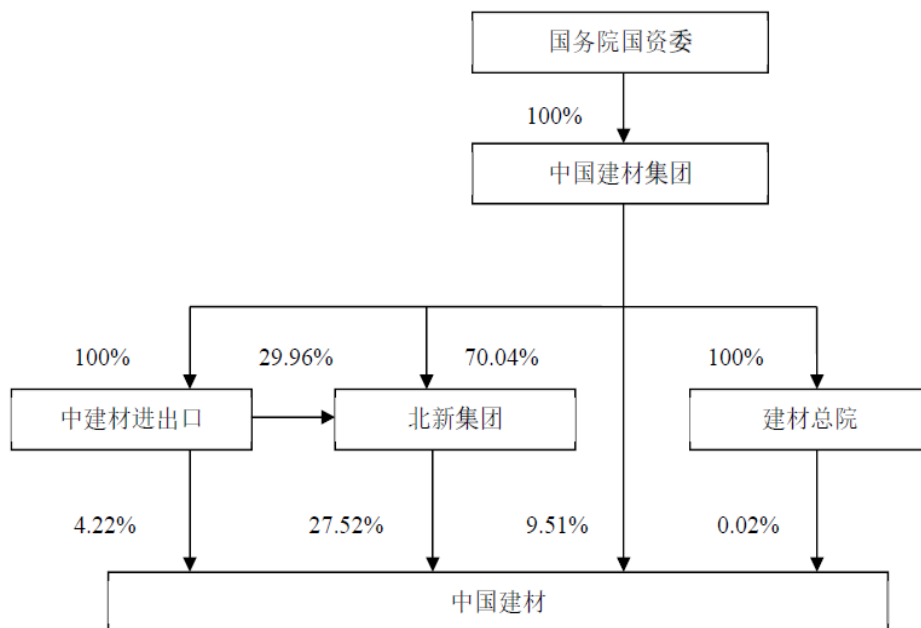 国务院国资委
100%
中国建材集团
100%
29.96%
70.04%
100%
中建材进出口
北新集团
建材总院
4.22%
27.52%
9.51%
0.02%
中国建材